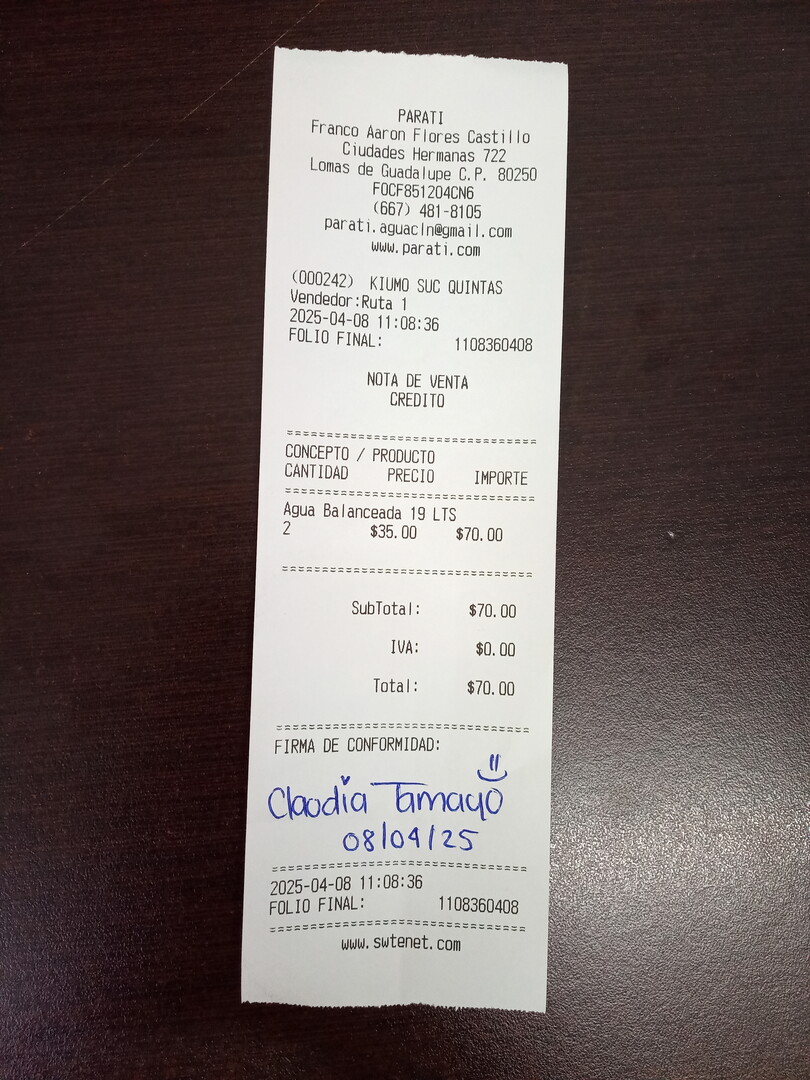 PARATI
Franco Aaron Flores Castillo
Ciudades Hermanas 722
Lomas de Guadalupe C.P. 80250
FOCF851204CN6
(667) 481-8105
parati.aguacln@gmail.com
www.parati.com
(000242) KIUMO SUC QUINTAS
Vendedor:Ruta 1
2025-04-08 11:08:36
FOLIO FINAL: 1108360408
NOTA DE VENTA
CREDITO
CONCEPTO / PRODUCTO
CANTIDAD PRECIO IMPORTE
Agua Balanceada 19 LTS
2 $35.00 $70.00
SubTotal: $70.00
IVA: $0.00
Total: $70.00
FIRMA DE CONFORMIDAD:
Claudia Tamayo
08/04/25
2025-04-08 11:08:36
FOLIO FINAL: 1108360408
www.swtenet.com